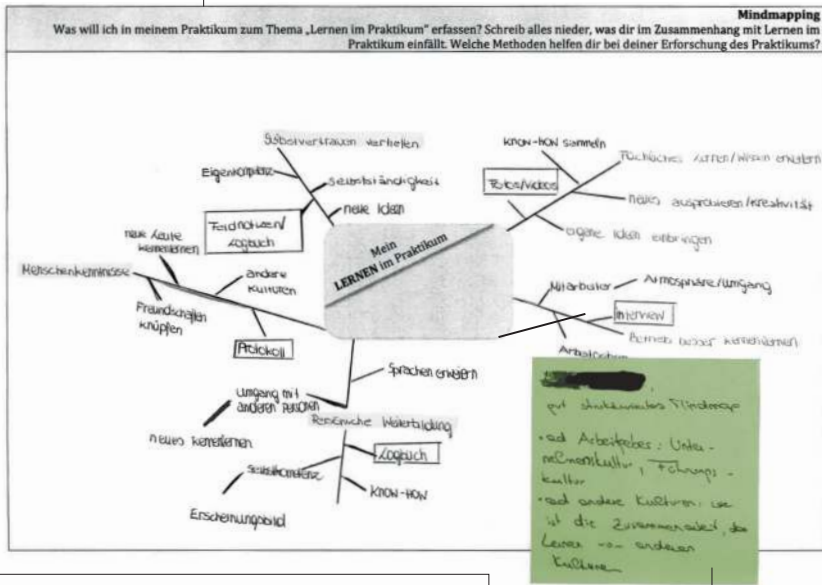 Mindmapping
Was will ich in meinem Praktikum zum Thema „Lernen im Praktikum“ erfassen? Schreib alles nieder, was dir im Zusammenhang mit Lernen im
Praktikum einfällt. Welche Methoden helfen dir bei deiner Erforschung des Praktikums?
Selbstvertrauen vertiefen
Eigenkompetenz
selbstständigkeit
neue Ideen
Feldnotizen/
Logbuch
know-how sammeln
Fachliches Lernen/Wissen erweitern
Fotos/Videos
neues ausprobieren/Kreativität
eigene Ideen einbringen
Mein
LERNEN im Praktikum
neue Leute
kennenlernen
Menschenkenntnisse
andere
Kulturen
Freundschaften
knüpfen
Protokoll
Mitarbeiter
Atmosphäre/Umgang
Interview
Betrieb besser kennenlernen
Arbeitgeber
Sprachen erweitern
Umgang mit
anderen Personen
neues kennenlernen
Persönliche Weiterbildung
Logbuch
Selbstkompetenz
KNOW-HOW
Erscheinungsbild
gut strukturiertes Mindmap
• ad Arbeitgeber: Unter-
nehmenskultur, Führungs-
kultur
• ad andere Kulturen: wie
ist die Zusammenarbeit, das
Lernen von anderen
Kulturen